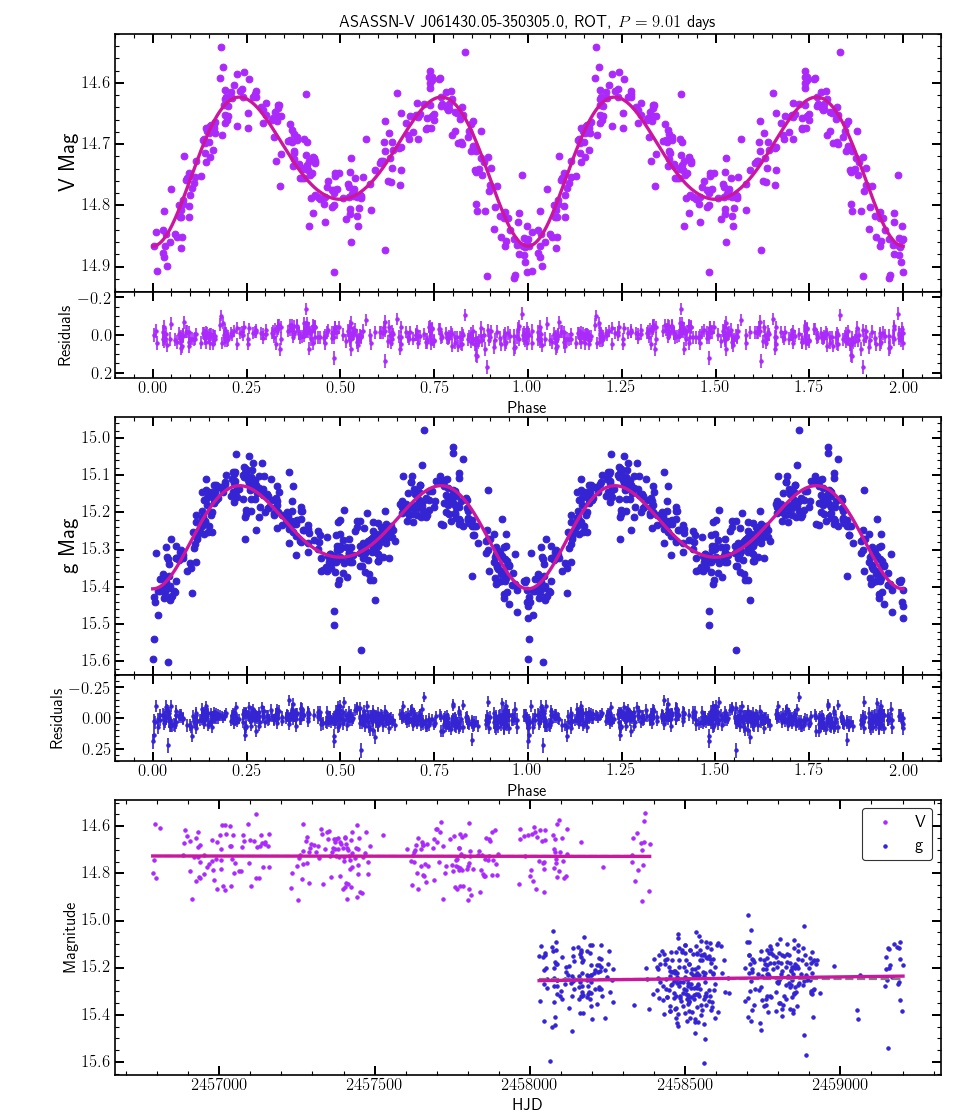 ASASSN-V J061430.05-350305.0, ROT, P = 9.01 days
14.6
14.7
14.8
14.9
V Mag
−0.2
0.0
0.2
Residuals
0.00 0.25 0.50 0.75 1.00 1.25 1.50 1.75 2.00
Phase
15.0
15.1
15.2
15.3
15.4
15.5
15.6
g Mag
−0.25
0.00
0.25
Residuals
0.00 0.25 0.50 0.75 1.00 1.25 1.50 1.75 2.00
Phase
V
g
14.6
14.8
15.0
15.2
15.4
15.6
Magnitude
2457000 2457500 2458000 2458500 2459000
HJD